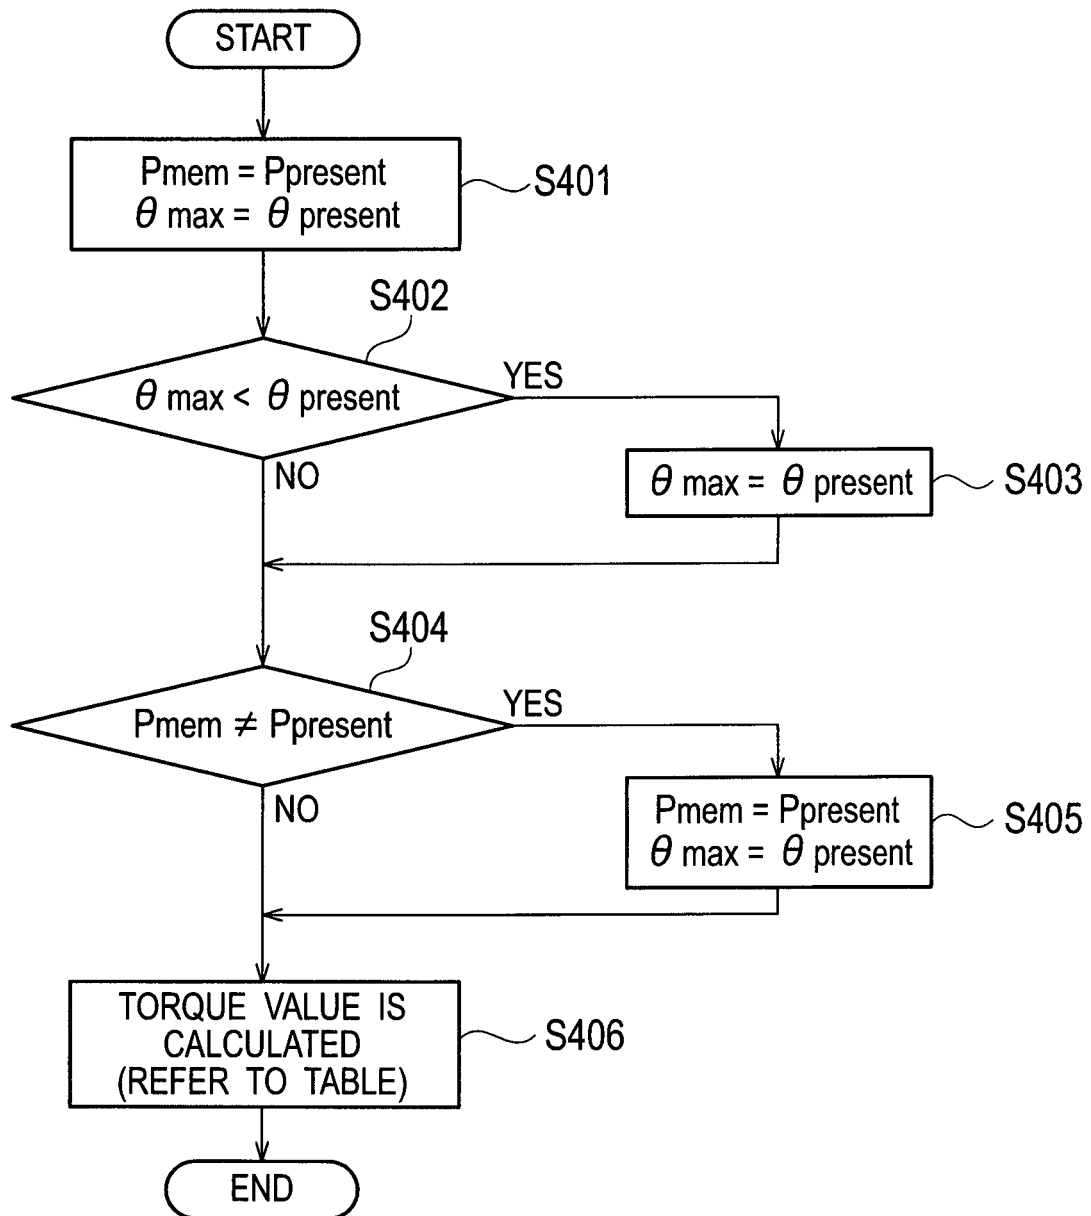 START
Pmem = Ppresent
θ max = θ present
S401
S402
θ max < θ present
YES
NO
θ max = θ present
S403
S404
Pmem ≠ Ppresent
YES
NO
Pmem = Ppresent
θ max = θ present
S405
TORQUE VALUE IS
CALCULATED
(REFER TO TABLE)
S406
END